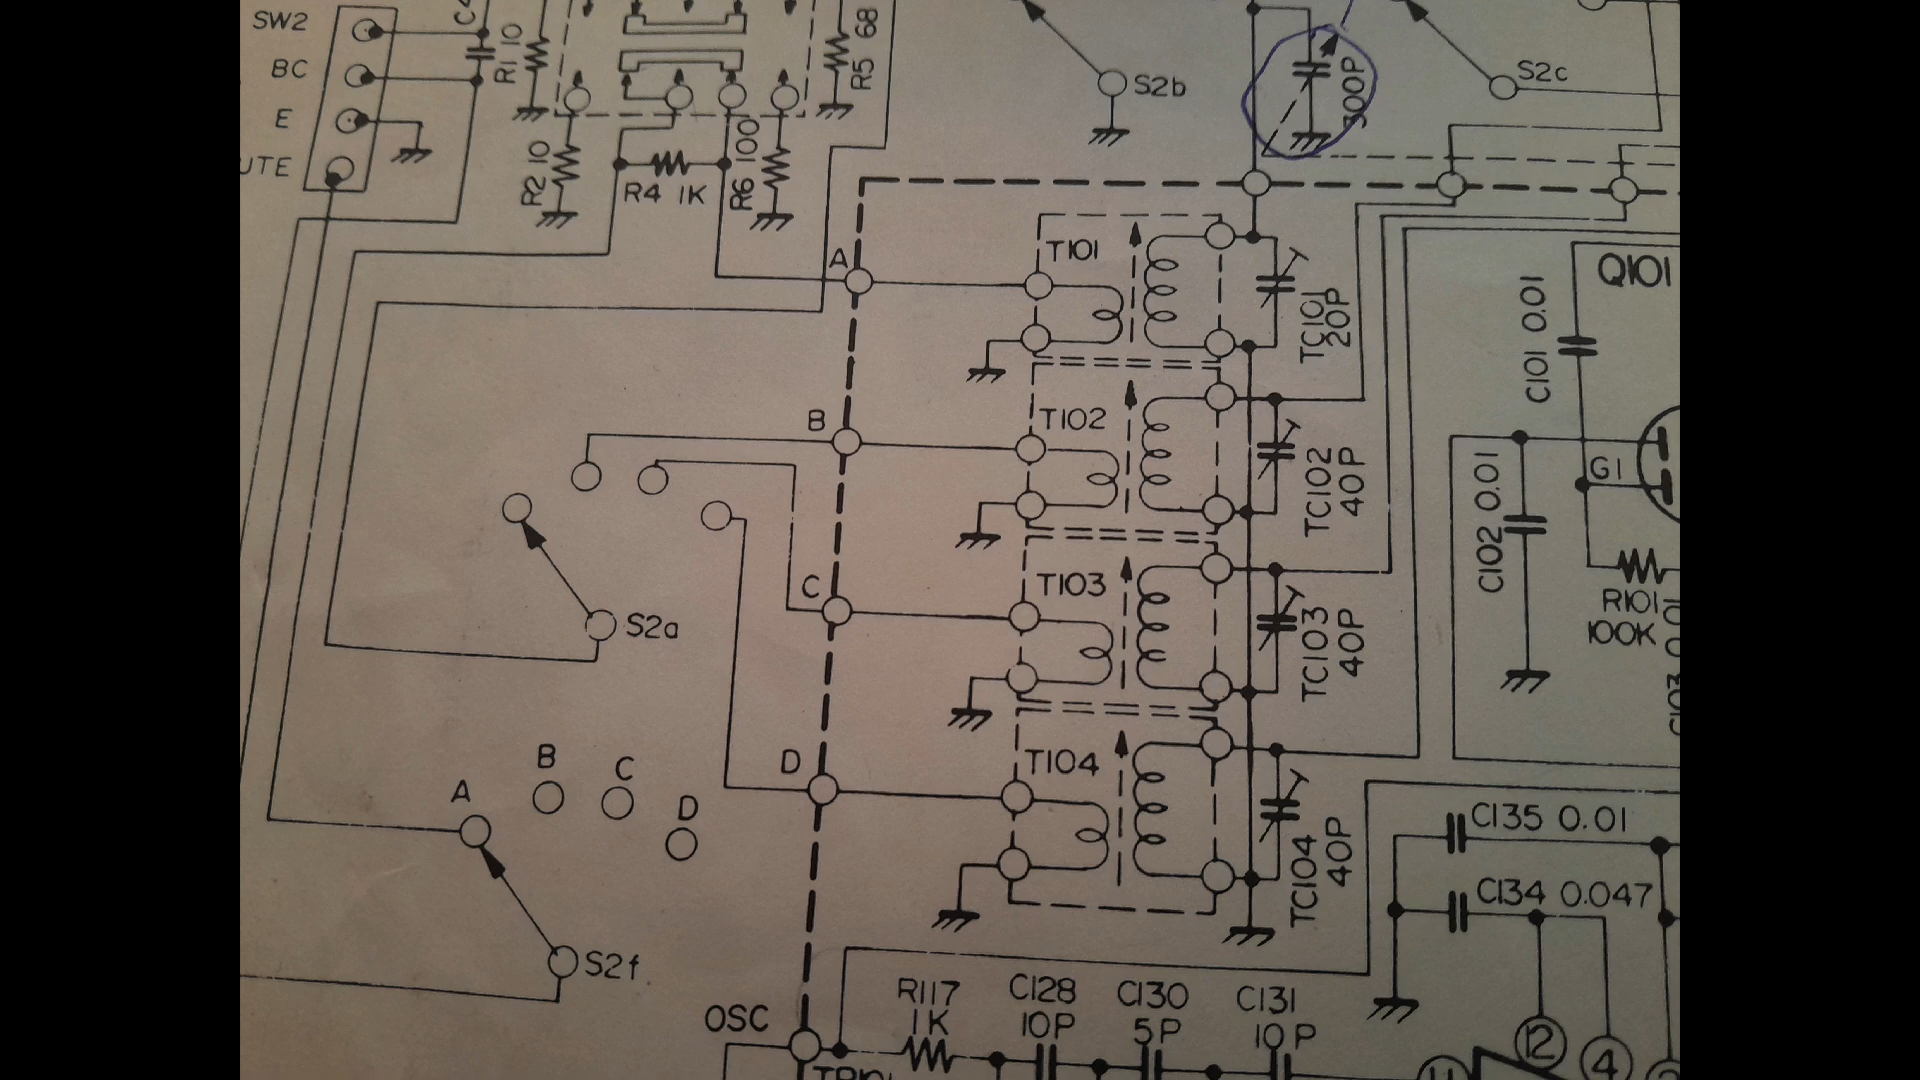 SW2
BC
E
R1 10
R2 10
R4 1K
R6 100
R5 68
S2b
300P
S2c
A
T101
TC101
20P
B
T102
TC102
40P
C
T103
TC103
40P
D
T104
TC104
40P
S2a
A
B
C
D
S2f
Q101
C101 0.01
G1
C102 0.01
R101
100K
C135 0.01
C134 0.047
OSC
R117
1K
C128
10P
C130
5P
C131
10P
12
4